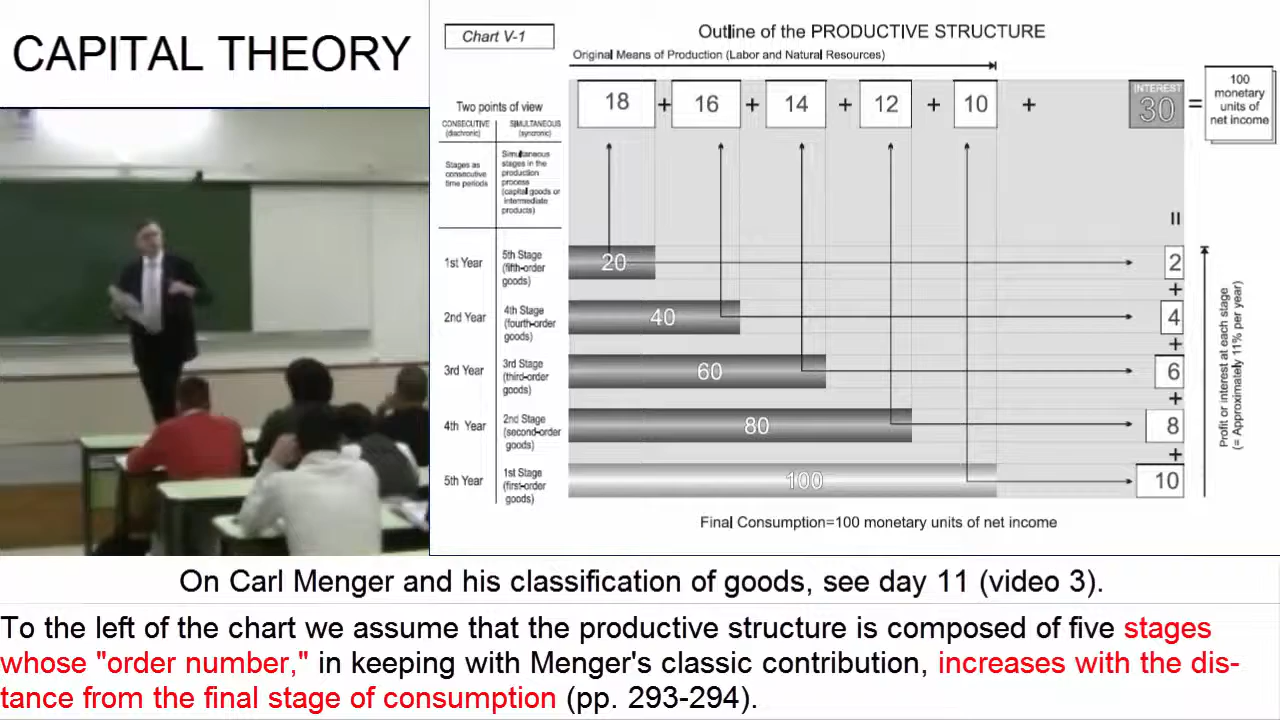 CAPITAL THEORY
Chart V-1
Outline of the PRODUCTIVE STRUCTURE
Original Means of Production (Labor and Natural Resources)
Two points of view
CONSECUTIVE
(diachronic)
SIMULTANEOUS
(syncronic)
Stages as
consecutive
time periods
Simultaneous
stages in the
production
process
(capital goods or
intermediate
products)
18 + 16 + 14 + 12 + 10 +
INTEREST
30
=
100
monetary
units of
net income
=
1st Year
5th Stage
(fifth-order
goods)
20
2
+
2nd Year
4th Stage
(fourth-order
goods)
40
4
+
3rd Year
3rd Stage
(third-order
goods)
60
6
+
4th Year
2nd Stage
(second-order
goods)
80
8
+
5th Year
1st Stage
(first-order
goods)
100
10
Profit or interest at each stage
(= Approximately 11% per year)
Final Consumption=100 monetary units of net income
On Carl Menger and his classification of goods, see day 11 (video 3).
To the left of the chart we assume that the productive structure is composed of five stages
whose "order number," in keeping with Menger's classic contribution, increases with the dis-
tance from the final stage of consumption (pp. 293-294).